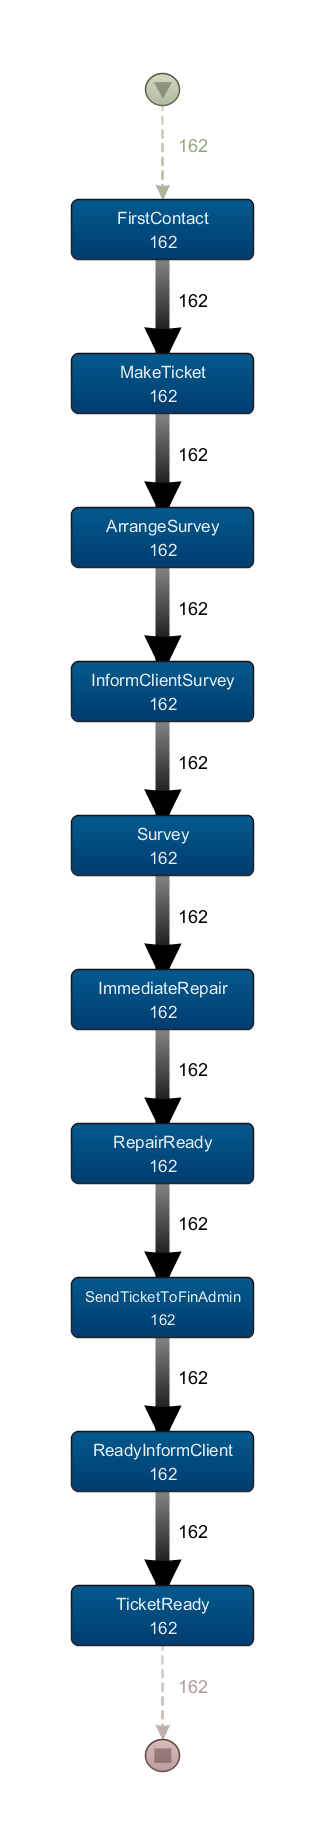 162
FirstContact
162
162
MakeTicket
162
162
ArrangeSurvey
162
162
InformClientSurvey
162
162
Survey
162
162
ImmediateRepair
162
162
RepairReady
162
162
SendTicketToFinAdmin
162
162
ReadyInformClient
162
162
TicketReady
162
162